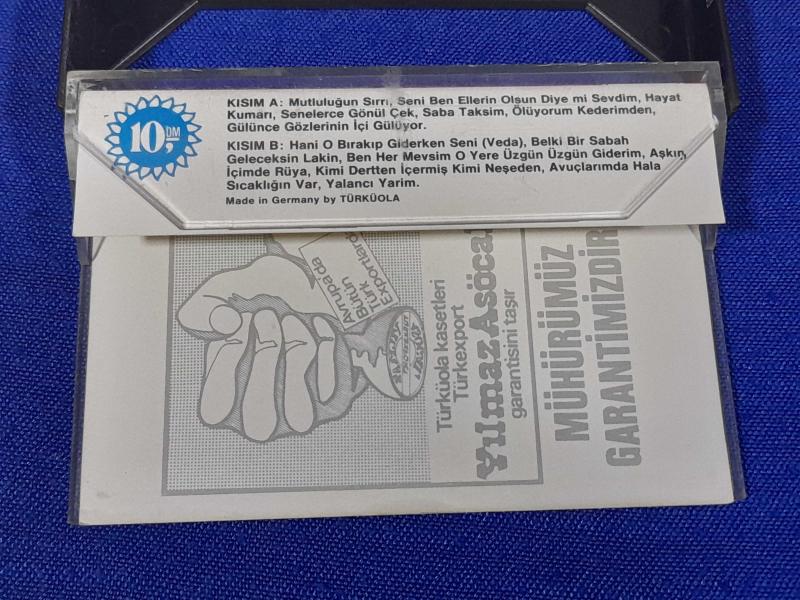 10,- DM
KISIM A: Mutluluğun Sırrı, Seni Ben Ellerin Olsun Diye mi Sevdim, Hayat
Kumarı, Senelerce Gönül Çek, Saba Taksim, Ölüyorum Kederimden,
Gülünce Gözlerinin İçi Gülüyor.
KISIM B: Hani O Bırakıp Giderken Seni (Veda), Belki Bir Sabah
Geleceksin Lakin, Ben Her Mevsim O Yere Üzgün Üzgün Giderim, Aşkın
İçimde Rüya, Kimi Dertten İçermiş Kimi Neşeden, Avuçlarımda Hala
Sıcaklığın Var, Yalancı Yarim.
Made in Germany by TÜRKÜOLA
Avrupa'da
Bütün
Türk
Exportlarda
Türküola kasetleri
Türkexport
Yılmaz Asöcal
garantisini taşır
MÜHÜRÜMÜZ
GARANTİMİZDİR